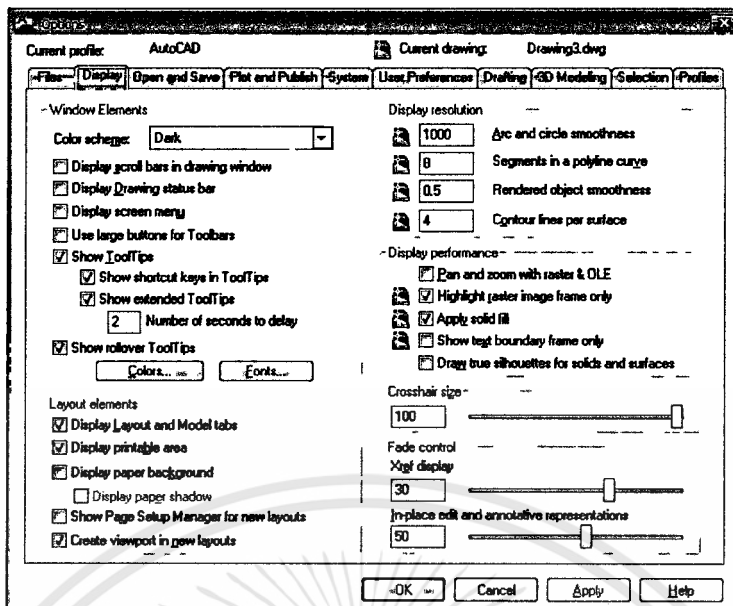 Options
Current profile: AutoCAD Current drawing: Drawing3.dwg
Files Display Open and Save Plot and Publish System User Preferences Drafting 3D Modeling Selection Profiles
Window Elements
Color scheme: Dark
Display scroll bars in drawing window
Display Drawing status bar
Display screen menu
Use large buttons for Toolbars
Show ToolTips
Show shortcut keys in ToolTips
Show extended ToolTips
2 Number of seconds to delay
Show rollover ToolTips
Colors... Fonts...
Layout elements
Display Layout and Model tabs
Display printable area
Display paper background
Display paper shadow
Show Page Setup Manager for new layouts
Create viewport in new layouts
Display resolution
1000 Arc and circle smoothness
8 Segments in a polyline curve
0.5 Rendered object smoothness
4 Contour lines per surface
Display performance
Pan and zoom with raster & OLE
Highlight raster image frame only
Apply solid fill
Show text boundary frame only
Draw true silhouettes for solids and surfaces
Crosshair size
100
Fade control
Xref display
30
In-place edit and annotative representations
50
OK Cancel Apply Help